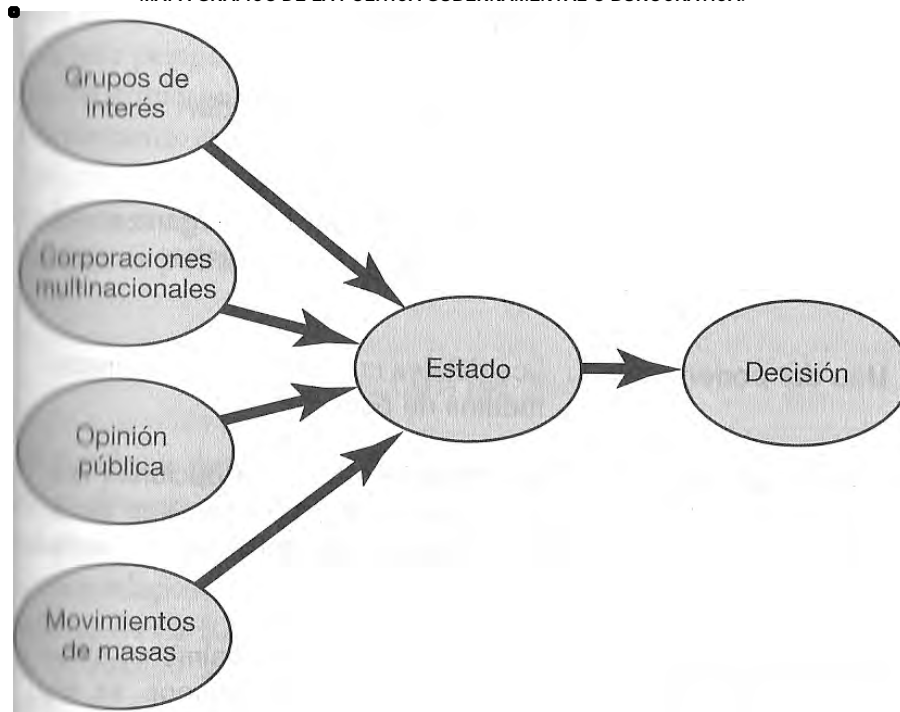 Grupos de
interés
Corporaciones
multinacionales
Opinión
pública
Movimientos
de masas
Estado
Decisión